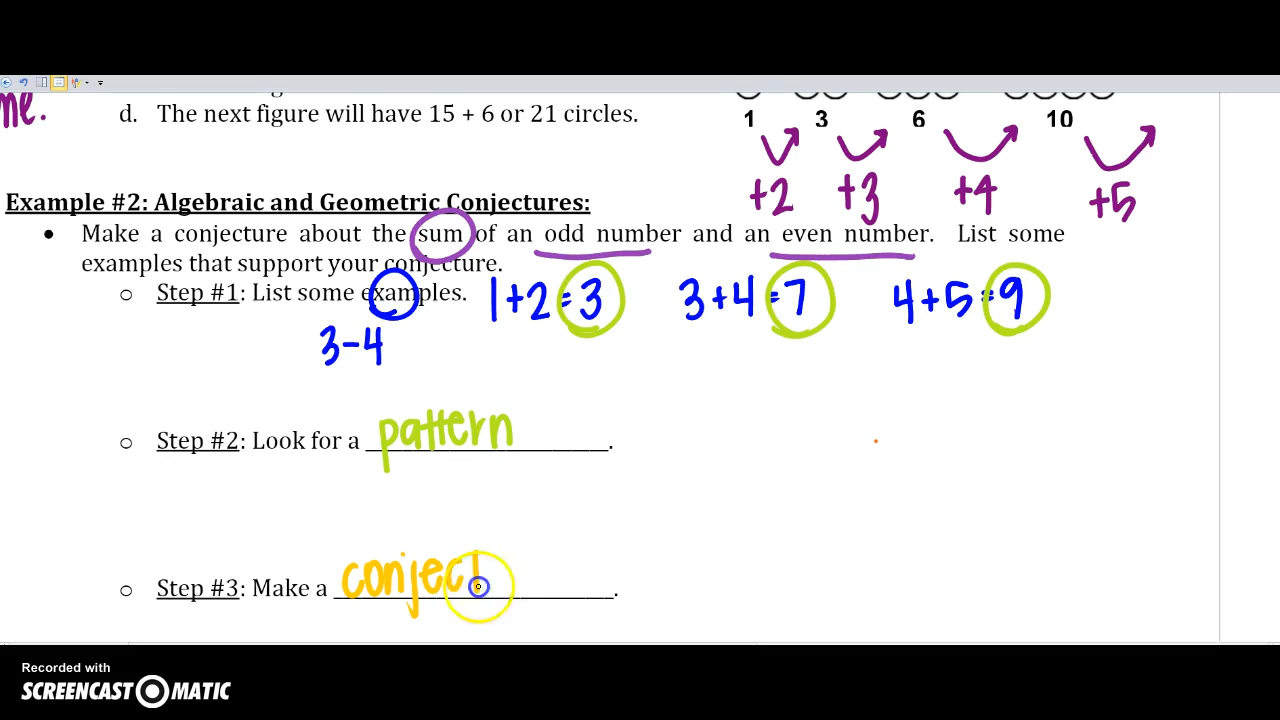 me.
d. The next figure will have 15 + 6 or 21 circles.
1 3 6 10
+2 +3 +4 +5
Example #2: Algebraic and Geometric Conjectures:
• Make a conjecture about the sum of an odd number and an even number. List some
examples that support your conjecture.
o Step #1: List some examples. 1+2=3 3+4=7 4+5=9
3-4
o Step #2: Look for a pattern.
o Step #3: Make a conject.
Recorded with
SCREENCAST O MATIC